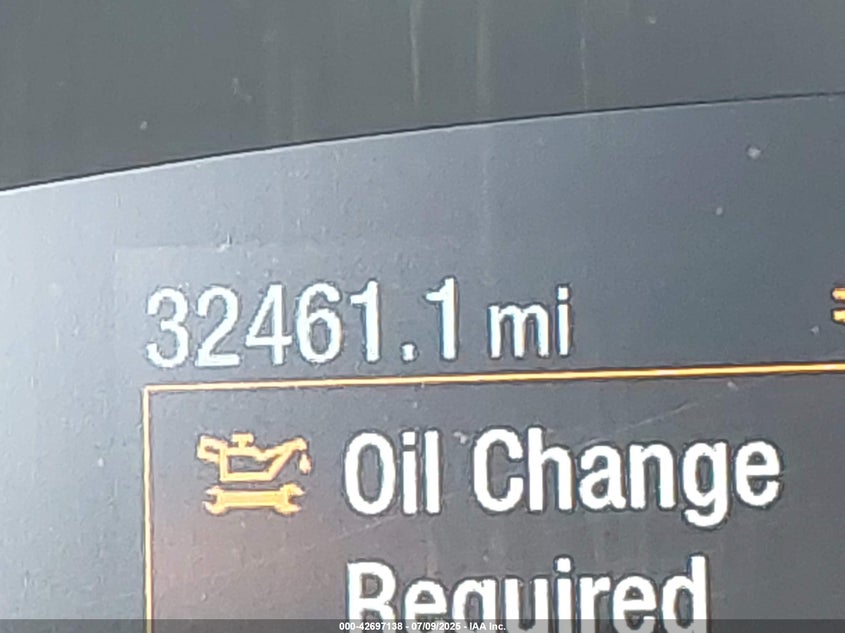 32461.1 mi
Oil Change
Required
000-42697138 - 07/09/2025 - IAA Inc.